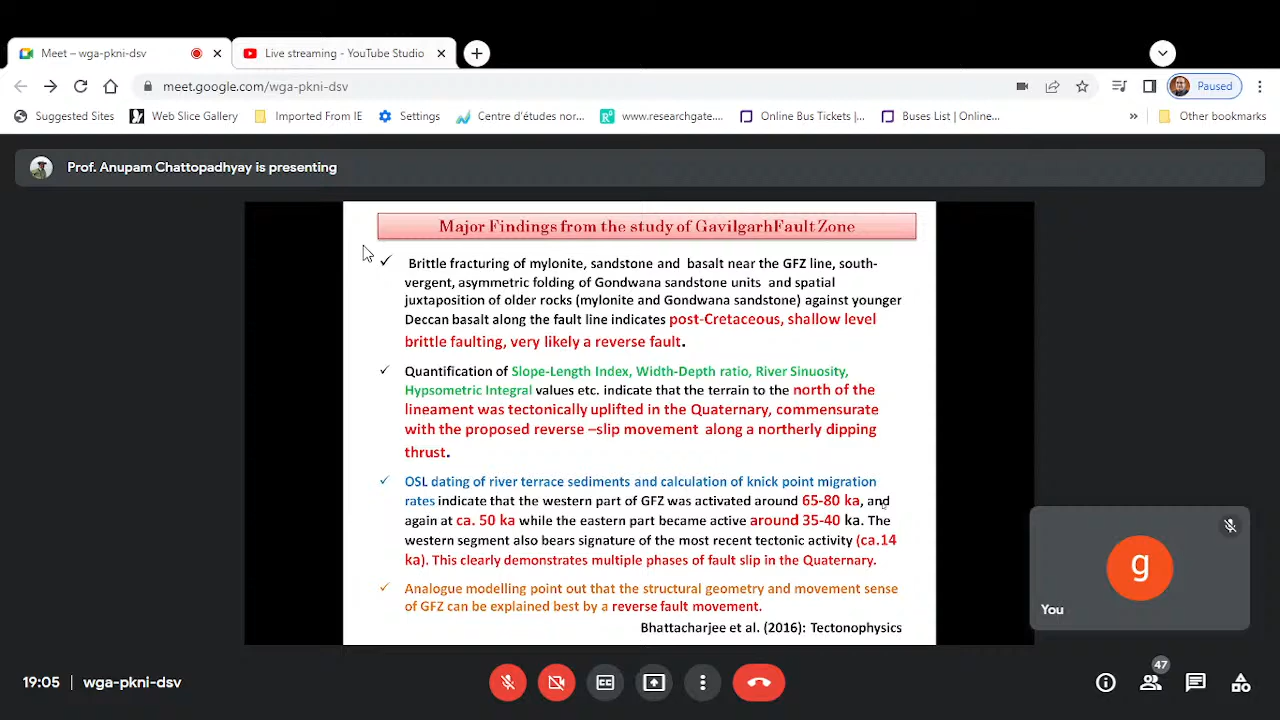 Meet – wga-pkni-dsv
Live streaming - YouTube Studio
meet.google.com/wga-pkni-dsv
Paused
Suggested Sites
Web Slice Gallery
Imported From IE
Settings
Centre d'études nor...
www.researchgate....
Online Bus Tickets |...
Buses List | Online...
Other bookmarks
Prof. Anupam Chattopadhyay is presenting
Major Findings from the study of GavilgarhFault Zone
Brittle fracturing of mylonite, sandstone and basalt near the GFZ line, south-
vergent, asymmetric folding of Gondwana sandstone units and spatial
juxtaposition of older rocks (mylonite and Gondwana sandstone) against younger
Deccan basalt along the fault line indicates post-Cretaceous, shallow level
brittle faulting, very likely a reverse fault.
Quantification of Slope-Length Index, Width-Depth ratio, River Sinuosity,
Hypsometric Integral values etc. indicate that the terrain to the north of the
lineament was tectonically uplifted in the Quaternary, commensurate
with the proposed reverse –slip movement along a northerly dipping
thrust.
OSL dating of river terrace sediments and calculation of knick point migration
rates indicate that the western part of GFZ was activated around 65-80 ka, and
again at ca. 50 ka while the eastern part became active around 35-40 ka. The
western segment also bears signature of the most recent tectonic activity (ca.14
ka). This clearly demonstrates multiple phases of fault slip in the Quaternary.
Analogue modelling point out that the structural geometry and movement sense
of GFZ can be explained best by a reverse fault movement.
Bhattacharjee et al. (2016): Tectonophysics
g
You
19:05 | wga-pkni-dsv
CC
47